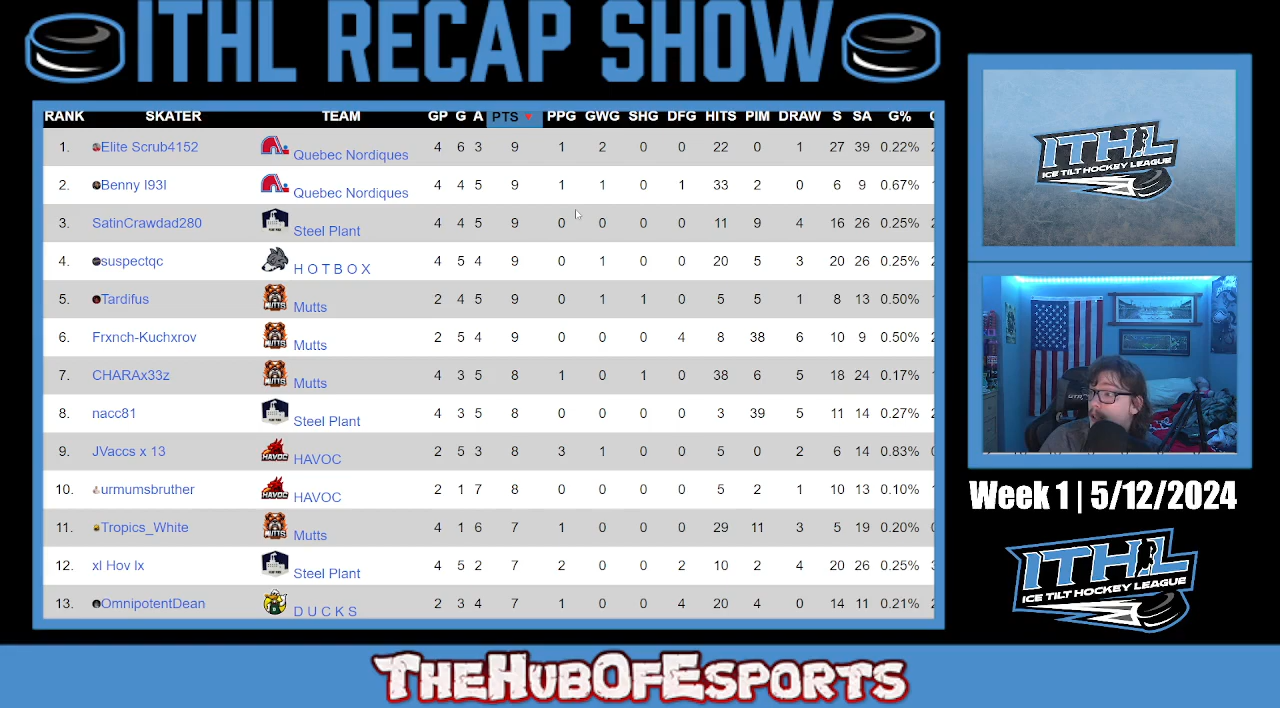 ITHL RECAP SHOW
RANK SKATER TEAM GP G A PTS ▼ PPG GWG SHG DFG HITS PIM DRAW S SA G%
1. Elite Scrub4152 Quebec Nordiques 4 6 3 9 1 2 0 0 22 0 1 27 39 0.22%
2. Benny I93I Quebec Nordiques 4 4 5 9 1 1 0 1 33 2 0 6 9 0.67%
3. SatinCrawdad280 Steel Plant 4 4 5 9 0 0 0 0 11 9 4 16 26 0.25%
4. suspectqc H O T B O X 4 5 4 9 0 1 0 0 20 5 3 20 26 0.25%
5. Tardifus Mutts 2 4 5 9 0 1 1 0 5 5 1 8 13 0.50%
6. Frxnch-Kuchxrov Mutts 2 5 4 9 0 0 0 4 8 38 6 10 9 0.50%
7. CHARAx33z Mutts 4 3 5 8 1 0 1 0 38 6 5 18 24 0.17%
8. nacc81 Steel Plant 4 3 5 8 0 0 0 0 3 39 5 11 14 0.27%
9. JVaccs x 13 HAVOC 2 5 3 8 3 1 0 0 5 0 2 6 14 0.83%
10. urmumsbruther HAVOC 2 1 7 8 0 0 0 0 5 2 1 10 13 0.10%
11. Tropics_White Mutts 4 1 6 7 1 0 0 0 29 11 3 5 19 0.20%
12. xI Hov Ix Steel Plant 4 5 2 7 2 0 0 2 10 2 4 20 26 0.25%
13. OmnipotentDean D U C K S 2 3 4 7 1 0 0 4 20 4 0 14 11 0.21%
ITHL
ICE TILT HOCKEY LEAGUE
Week 1 | 5/12/2024
ITHL
ICE TILT HOCKEY LEAGUE
THEHUBOFESPORTS